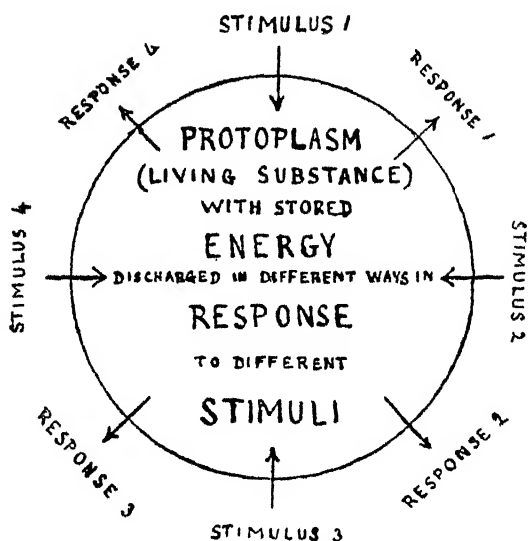 STIMULUS 1
RESPONSE 4
RESPONSE 1
PROTOPLASM
(LIVING SUBSTANCE)
WITH STORED
ENERGY
DISCHARGED IN DIFFERENT WAYS IN
RESPONSE
TO DIFFERENT
STIMULI
STIMULUS 4
STIMULUS 2
RESPONSE 3
RESPONSE 2
STIMULUS 3